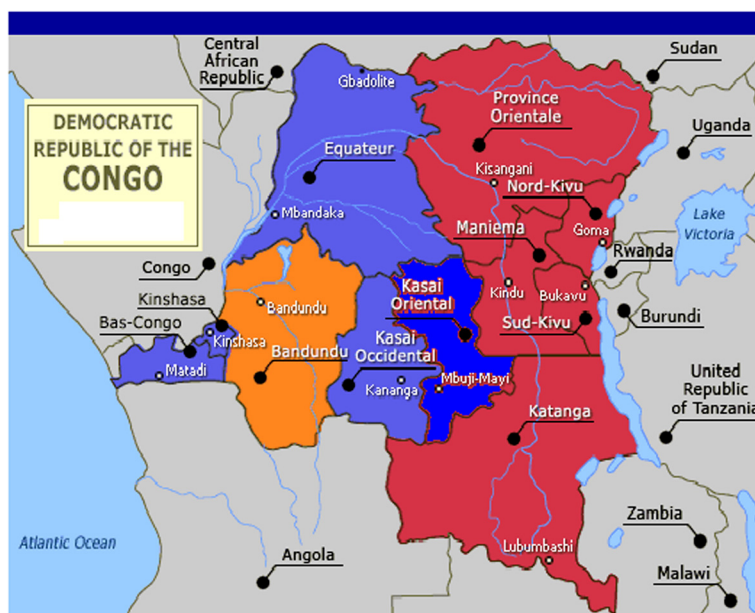 Central
African
Republic
Gbadolite
Sudan
DEMOCRATIC
REPUBLIC OF THE
CONGO
Province
Orientale
Uganda
Equateur
Kisangani
Nord-Kivu
Mbandaka
Maniema
Goma
Lake
Victoria
Rwanda
Congo
Kasai
Oriental
Kindu
Bukavu
Kinshasa
Bandundu
Burundi
Bas-Congo
Kinshasa
Sud-Kivu
Kasai
Occidental
Bandundu
Matadi
Kananga
Mbuji-Mayi
United
Republic
of Tanzania
Katanga
Zambia
Atlantic Ocean
Angola
Lubumbashi
Malawi